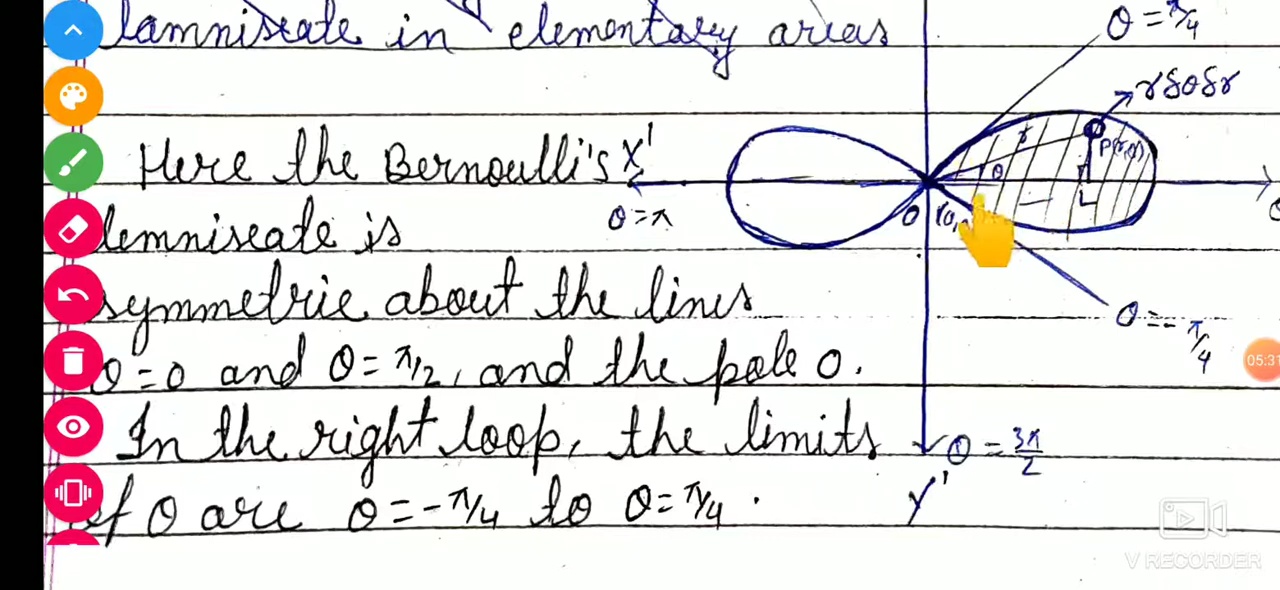 lamniscate in elementary areas
θ = π/4
rδθδr
Here the Bernoulli's
X'
r
θ
P(r,θ)
L
θ = π
O
lemniscate is
symmetric about the lines
θ = - π/4
05:31
θ = 0 and θ = π/2, and the pole O.
In the right loop, the limits
θ = 3π/2
Y'
of θ are θ = -π/4 to θ = π/4 .
V RECORDER